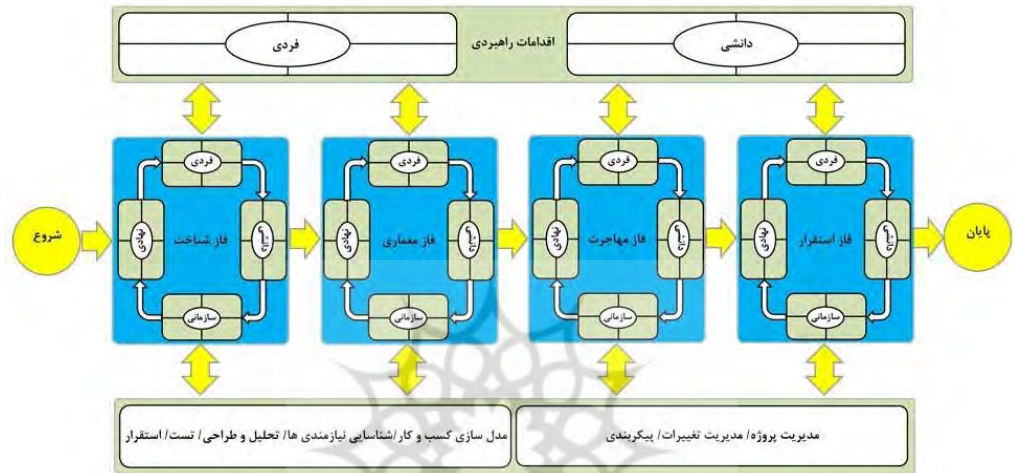 فردی
اقدامات راهبردی
دانشی
شروع
فردی
نهادی
فاز شناخت
دانشی
سازمانی
فردی
نهادی
فاز معماری
دانشی
سازمانی
فردی
نهادی
فاز مهاجرت
دانشی
سازمانی
فردی
نهادی
فاز استقرار
دانشی
سازمانی
پایان
مدل سازی کسب و کار/شناسایی نیازمندی ها/ تحلیل و طراحی/ تست/ استقرار
مدیریت پروژه/ مدیریت تغییرات/ پیکربندی